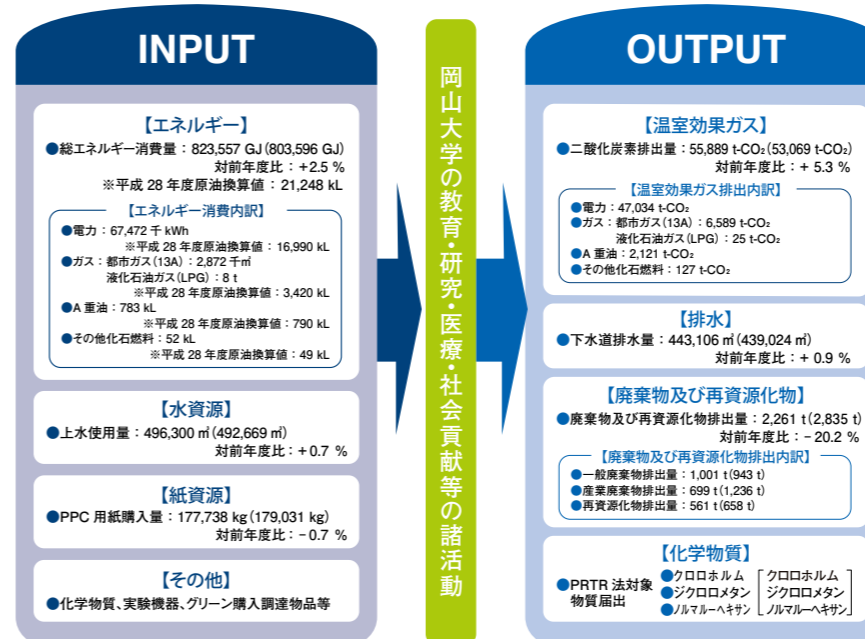 INPUT
【エネルギー】
●総エネルギー消費量：823,557 GJ(803,596 GJ)
対前年度比：+2.5 %
※平成 28 年度原油換算値：21,248 kL
【エネルギー消費内訳】
●電力：67,472 千 kWh
※平成 28 年度原油換算値：16,990 kL
●ガス：都市ガス(13A)：2,872 千㎥
液化石油ガス(LPG)：8 t
※平成 28 年度原油換算値：3,420 kL
●A 重油：783 kL
※平成 28 年度原油換算値：790 kL
●その他化石燃料：52 kL
※平成 28 年度原油換算値：49 kL
【水資源】
●上水使用量：496,300 ㎥(492,669 ㎥)
対前年度比：+0.7 %
【紙資源】
●PPC 用紙購入量：177,738 kg(179,031 kg)
対前年度比：−0.7 %
【その他】
●化学物質、実験機器、グリーン購入調達物品等
岡山大学の教育・研究・医療・社会貢献等の諸活動
OUTPUT
【温室効果ガス】
●二酸化炭素排出量：55,889 t-CO₂(53,069 t-CO₂)
対前年度比：+ 5.3 %
【温室効果ガス排出内訳】
●電力：47,034 t-CO₂
●ガス：都市ガス(13A)：6,589 t-CO₂
液化石油ガス(LPG)：25 t-CO₂
●A 重油：2,121 t-CO₂
●その他化石燃料：127 t-CO₂
【排水】
●下水道排水量：443,106 ㎥(439,024 ㎥)
対前年度比：+ 0.9 %
【廃棄物及び再資源化物】
●廃棄物及び再資源化物排出量：2,261 t(2,835 t)
対前年度比：−20.2 %
【廃棄物及び再資源化物排出内訳】
●一般廃棄物排出量：1,001 t(943 t)
●産業廃棄物排出量：699 t(1,236 t)
●再資源化物排出量：561 t(658 t)
【化学物質】
●PRTR 法対象物質届出
●クロロホルム [クロロホルム
●ジクロロメタン ジクロロメタン
●ノルマルーヘキサン ノルマルーヘキサン]